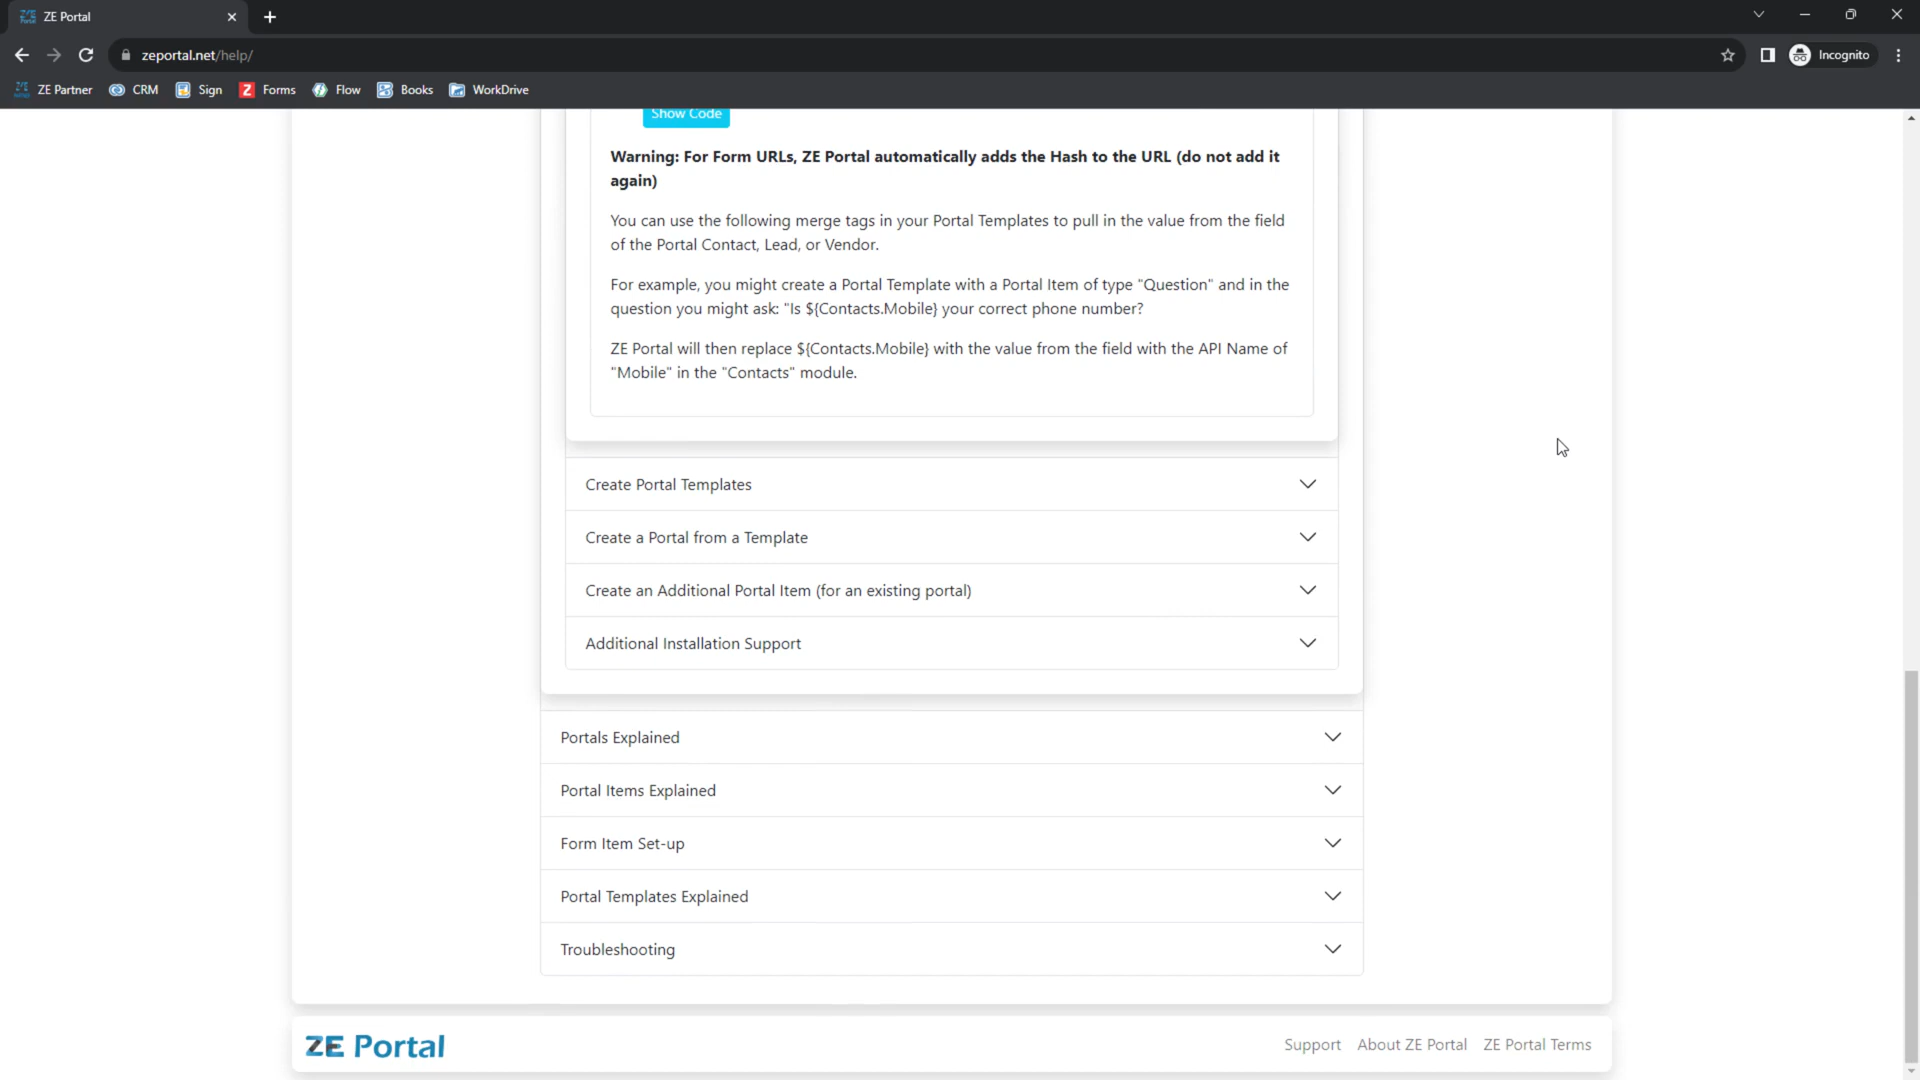 ZE Portal
zeportal.net/help/
Incognito
ZE Partner
CRM
Sign
Forms
Flow
Books
WorkDrive
Show Code
Warning: For Form URLs, ZE Portal automatically adds the Hash to the URL (do not add it
again)
You can use the following merge tags in your Portal Templates to pull in the value from the field
of the Portal Contact, Lead, or Vendor.
For example, you might create a Portal Template with a Portal Item of type "Question" and in the
question you might ask: "Is ${Contacts.Mobile} your correct phone number?
ZE Portal will then replace ${Contacts.Mobile} with the value from the field with the API Name of
"Mobile" in the "Contacts" module.
Create Portal Templates
Create a Portal from a Template
Create an Additional Portal Item (for an existing portal)
Additional Installation Support
Portals Explained
Portal Items Explained
Form Item Set-up
Portal Templates Explained
Troubleshooting
ZE Portal
Support
About ZE Portal
ZE Portal Terms